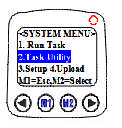 <SYSTEM MENU>
1. Run Task
2.Task Utility
3.Setup 4.Upload
M1=Esc,M2=Select
M1 M2